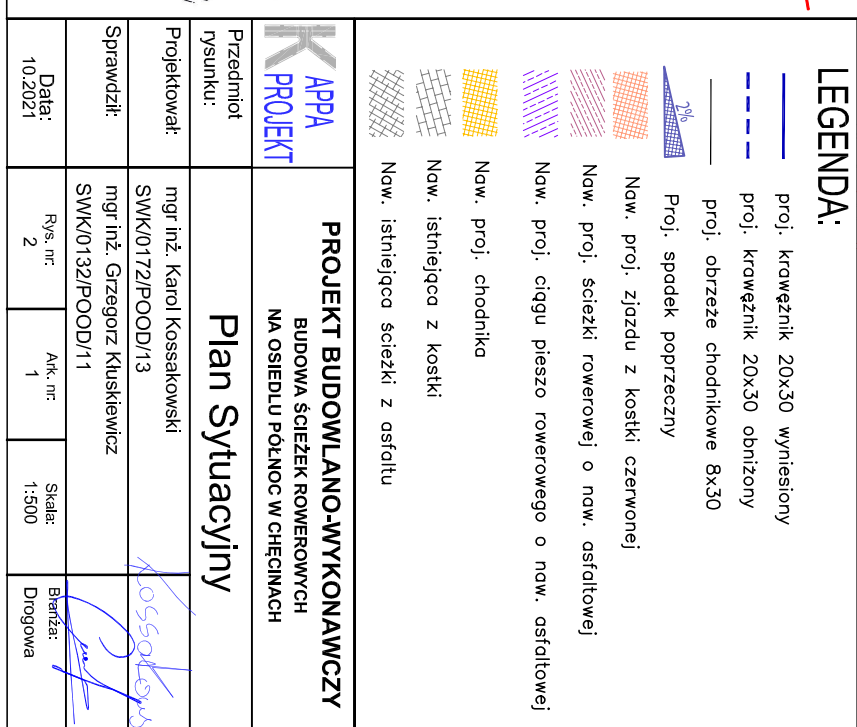 LEGENDA:
proj. krawężnik 20x30 wyniesiony
proj. krawężnik 20x30 obniżony
proj. obrzeże chodnikowe 8x30
2%
Proj. spadek poprzeczny
Naw. proj. zjazdu z kostki czerwonej
Naw. proj. ścieżki rowerowej o naw. asfaltowej
Naw. proj. ciągu pieszo rowerowego o naw. asfaltowej
Naw. proj. chodnika
Naw. istniejąca z kostki
Naw. istniejąca ścieżki z asfaltu
KAPPA
PROJEKT
PROJEKT BUDOWLANO-WYKONAWCZY
BUDOWA ŚCIEŻEK ROWEROWYCH
NA OSIEDLU PÓŁNOC W CHĘCINACH
Przedmiot
rysunku:
Plan Sytuacyjny
Projektował:
mgr inż. Karol Kossakowski
SWK/0172/POOD/13
Kossakows
Sprawdził:
mgr inż. Grzegorz Kłuskiewicz
SWK/0132/POOD/11
Data:
10.2021
Rys. nr:
2
Ark. nr:
1
Skala:
1:500
Branża:
Drogowa